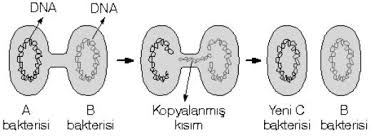 DNA DNA
A bakterisi
B bakterisi
Kopyalanmış kısım
Yeni C bakterisi
B bakterisi